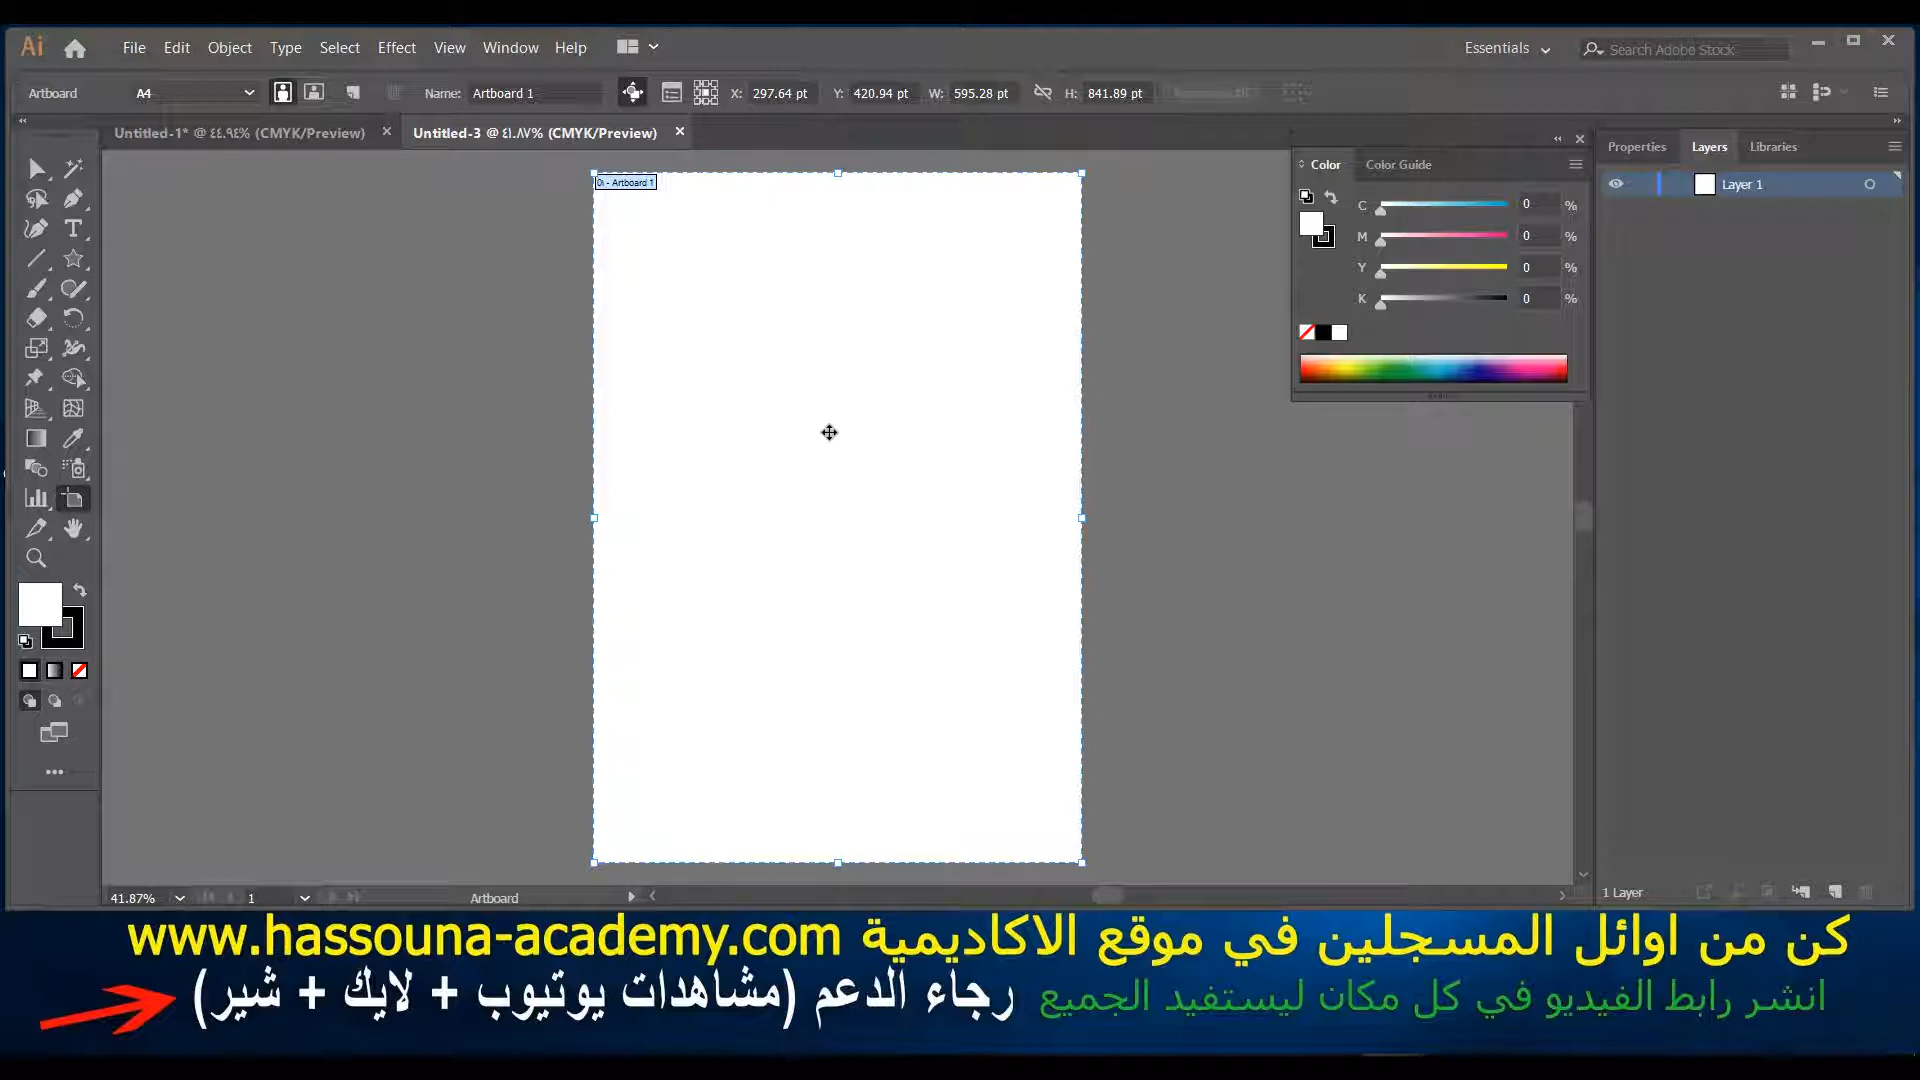 Ai File Edit Object Type Select Effect View Window Help Essentials Search Adobe Stock
Artboard A4 Name: Artboard 1 X: 297.64 pt Y: 420.94 pt W: 595.28 pt H: 841.89 pt
Untitled-1* @ ٤٤.٩٤% (CMYK/Preview) Untitled-3 @ ٤١.٨٧% (CMYK/Preview)
Properties Layers Libraries
Color Color Guide
01 - Artboard 1
Layer 1
C 0 %
M 0 %
Y 0 %
K 0 %
41.87% 1 Artboard
1 Layer
كن من اوائل المسجلين في موقع الاكاديمية www.hassouna-academy.com
انشر رابط الفيديو في كل مكان ليستفيد الجميع رجاء الدعم (مشاهدات يوتيوب + لايك + شير)